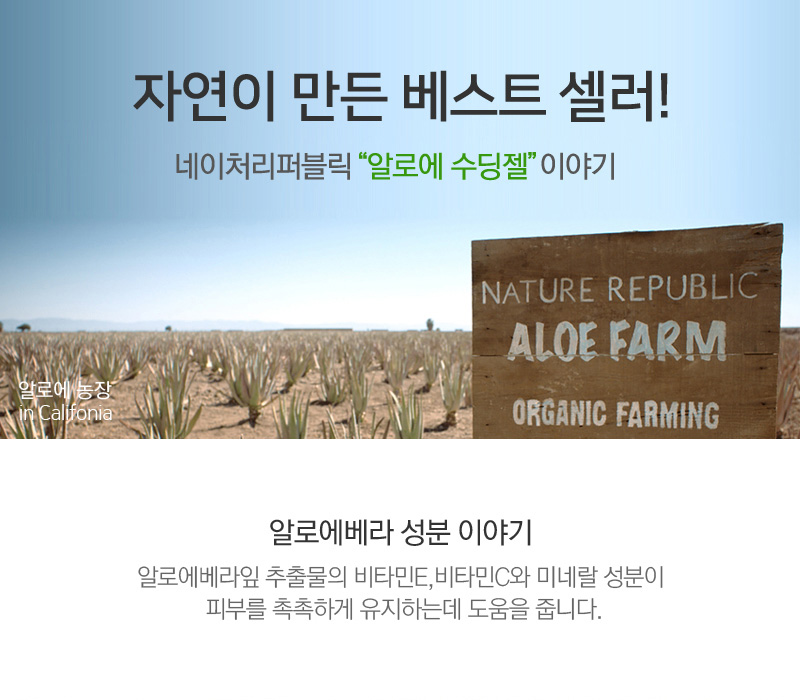 자연이 만든 베스트 셀러!
네이처리퍼블릭 “알로에 수딩젤” 이야기
NATURE REPUBLIC
ALOE FARM
ORGANIC FARMING
알로에 농장
in Califonia
알로에베라 성분 이야기
알로에베라잎 추출물의 비타민E,비타민C와 미네랄 성분이
피부를 촉촉하게 유지하는데 도움을 줍니다.